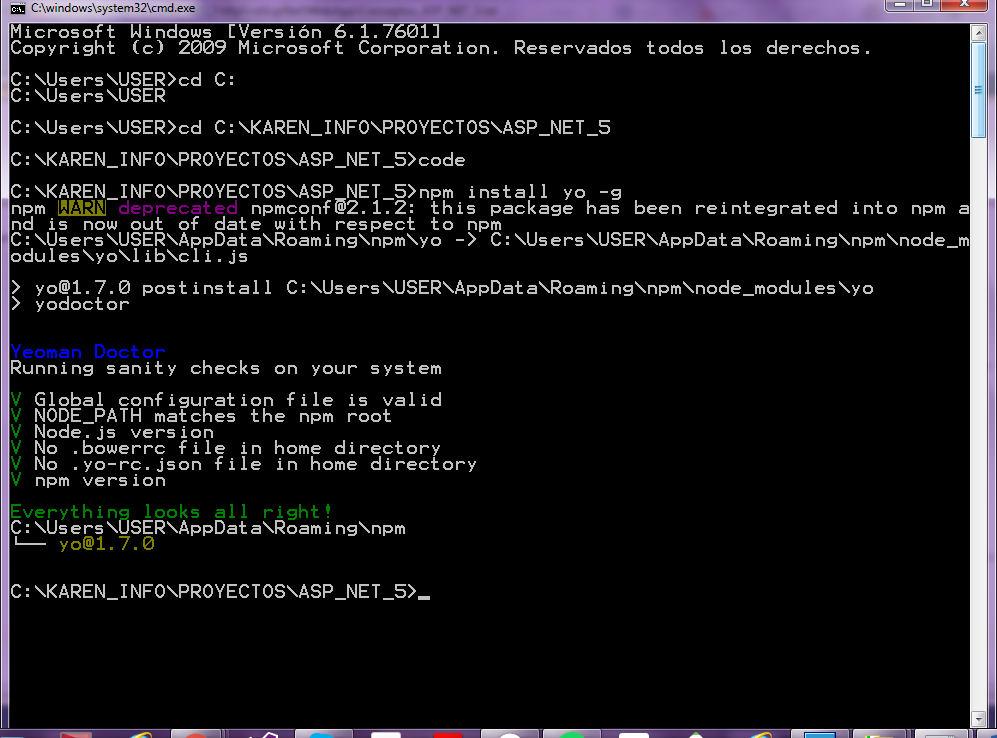 C:\windows\system32\cmd.exe
Microsoft Windows [Versión 6.1.7601]
Copyright (c) 2009 Microsoft Corporation. Reservados todos los derechos.
C:\Users\USER>cd C:
C:\Users\USER
C:\Users\USER>cd C:\KAREN_INFO\PROYECTOS\ASP_NET_5
C:\KAREN_INFO\PROYECTOS\ASP_NET_5>code
C:\KAREN_INFO\PROYECTOS\ASP_NET_5>npm install yo -g
npm WARN deprecated npmconf@2.1.2: this package has been reintegrated into npm a
nd is now out of date with respect to npm
C:\Users\USER\AppData\Roaming\npm\yo -> C:\Users\USER\AppData\Roaming\npm\node_m
odules\yo\lib\cli.js
> yo@1.7.0 postinstall C:\Users\USER\AppData\Roaming\npm\node_modules\yo
> yodoctor
Yeoman Doctor
Running sanity checks on your system
√ Global configuration file is valid
√ NODE_PATH matches the npm root
√ Node.js version
√ No .bowerrc file in home directory
√ No .yo-rc.json file in home directory
√ npm version
Everything looks all right!
C:\Users\USER\AppData\Roaming\npm
└── yo@1.7.0
C:\KAREN_INFO\PROYECTOS\ASP_NET_5>_